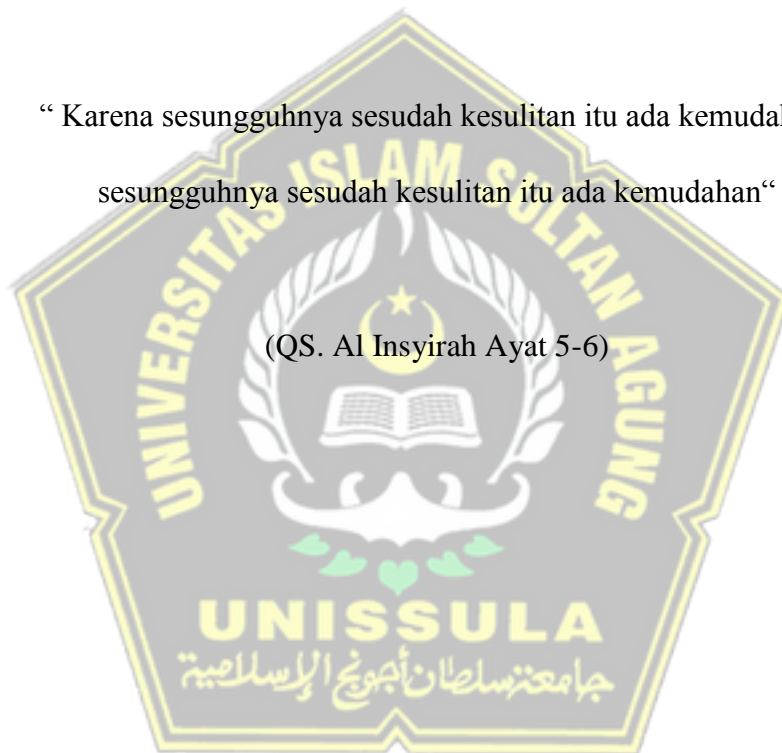 “ Karena sesungguhnya sesudah kesulitan itu ada
sesungguhnya sesudah kesulitan itu ada kemudahan“
(QS. Al Insyirah Ayat 5-6)
UNIVERSITAS ISLAM SULTAN AGUNG
UNISSULA
جامعة سلطان أجونج الإسلامية